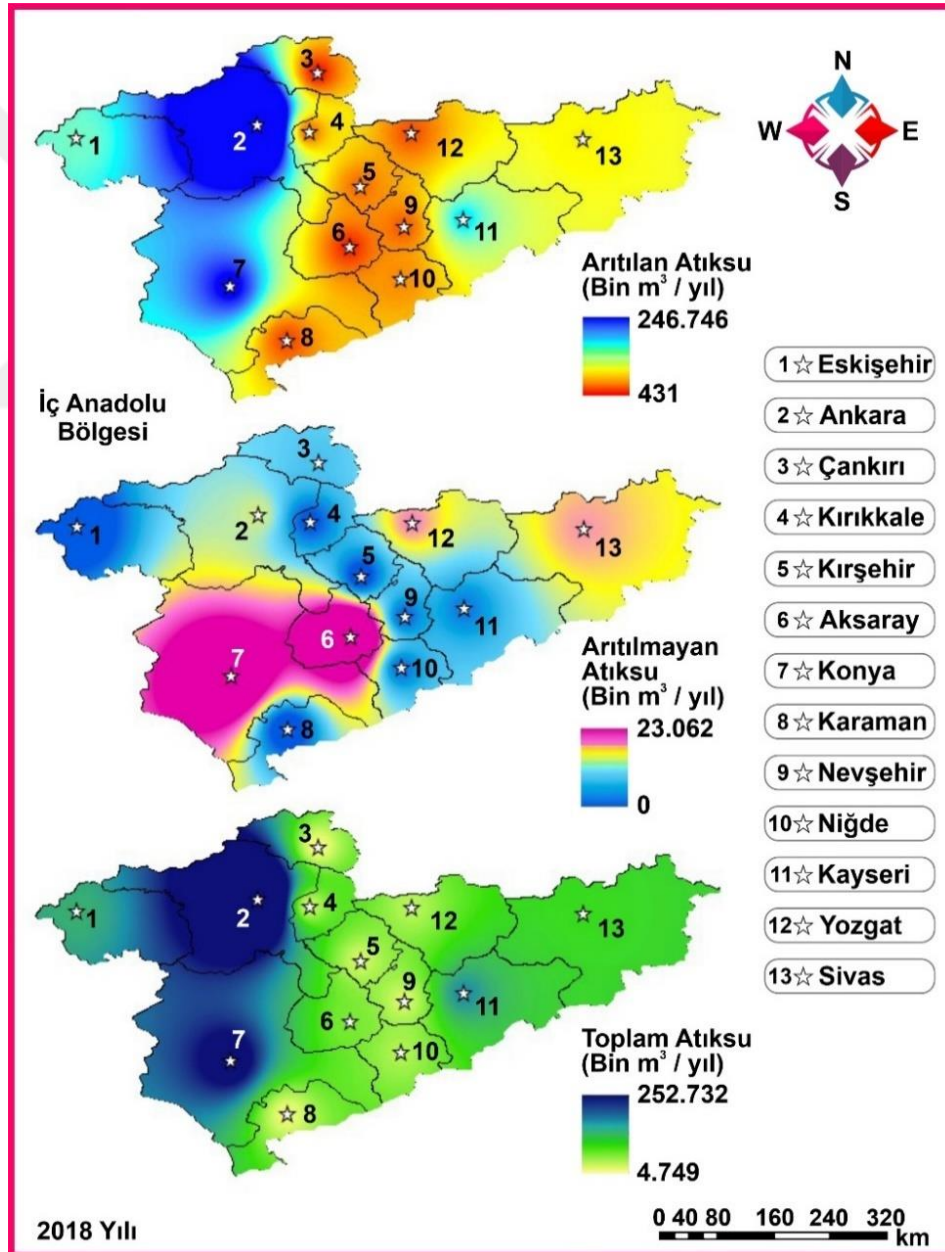 N
W E
S
3
1
2
4
12
13
5
9
6
11
7
10
8
Arıtılan Atıksu
(Bin m³ / yıl)
246.746
431
İç Anadolu
Bölgesi
3
1
2
4
12
13
5
9
6
11
7
10
8
Arıtılmayan
Atıksu
(Bin m³ / yıl)
23.062
0
3
1
2
4
12
13
5
9
6
11
7
10
8
Toplam Atıksu
(Bin m³ / yıl)
252.732
4.749
1☆Eskişehir
2☆Ankara
3☆Çankırı
4☆Kırıkkale
5☆Kırşehir
6☆Aksaray
7☆Konya
8☆Karaman
9☆Nevşehir
10☆Niğde
11☆Kayseri
12☆Yozgat
13☆Sivas
2018 Yılı
0 40 80 160 240 320
km